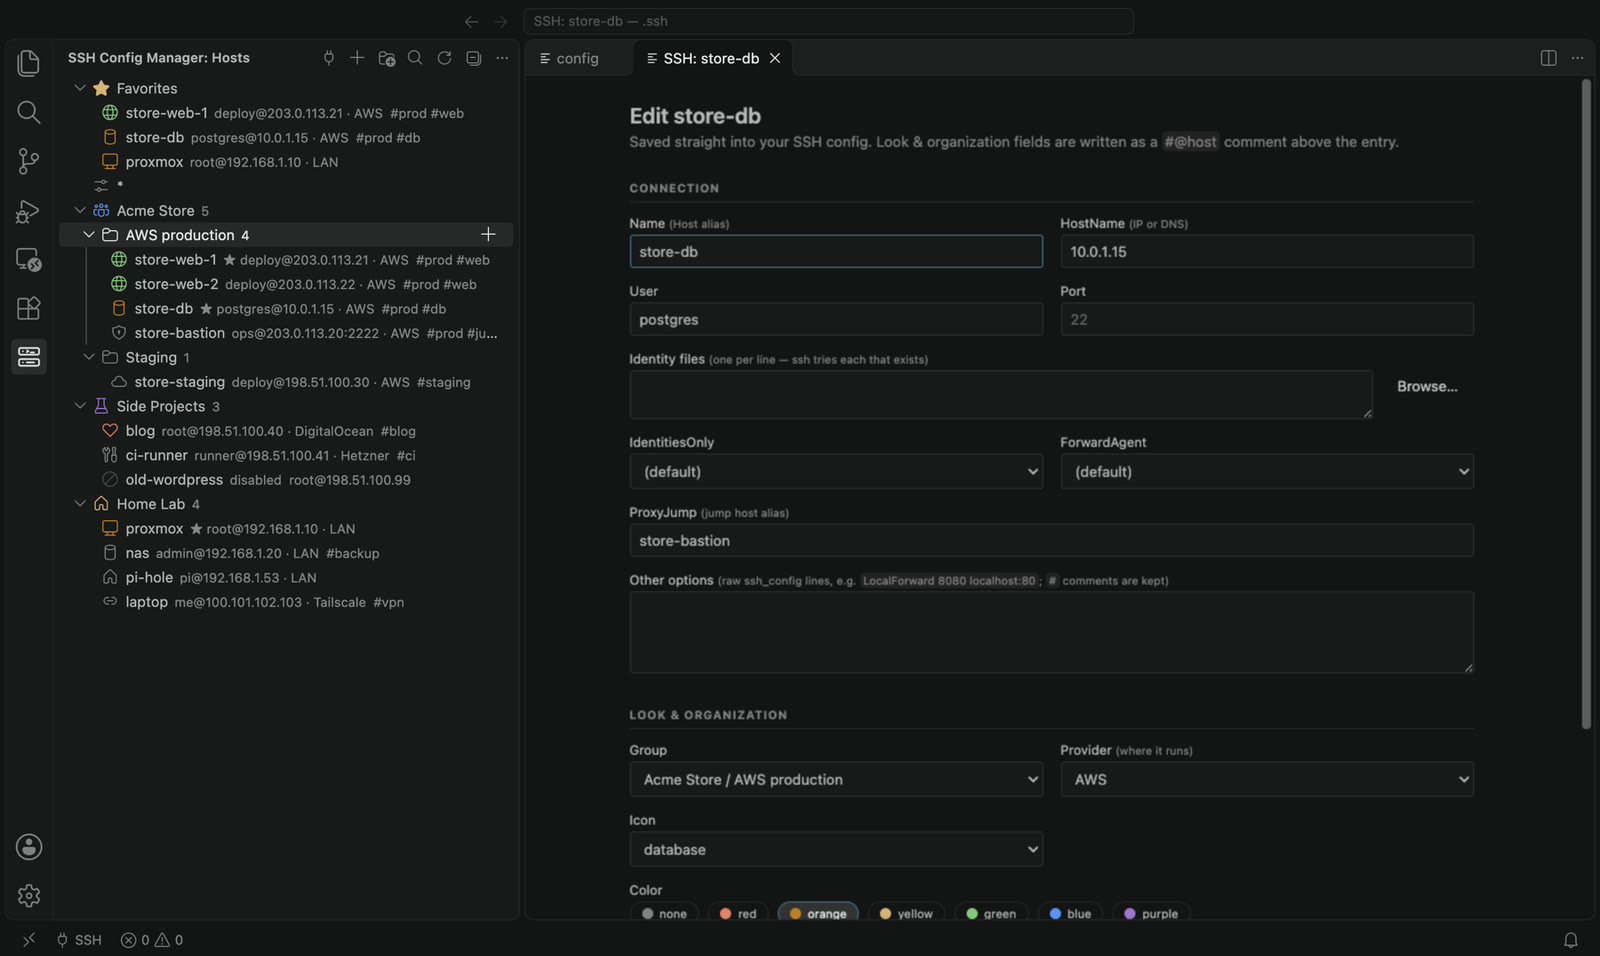 SSH: store-db — .ssh
SSH Config Manager: Hosts
config
SSH: store-db
Favorites
store-web-1 deploy@203.0.113.21 · AWS #prod #web
store-db postgres@10.0.1.15 · AWS #prod #db
proxmox root@192.168.1.10 · LAN
*
Acme Store 5
AWS production 4
store-web-1 ★ deploy@203.0.113.21 · AWS #prod #web
store-web-2 deploy@203.0.113.22 · AWS #prod #web
store-db ★ postgres@10.0.1.15 · AWS #prod #db
store-bastion ops@203.0.113.20:2222 · AWS #prod #ju...
Staging 1
store-staging deploy@198.51.100.30 · AWS #staging
Side Projects 3
blog root@198.51.100.40 · DigitalOcean #blog
ci-runner runner@198.51.100.41 · Hetzner #ci
old-wordpress disabled root@198.51.100.99
Home Lab 4
proxmox ★ root@192.168.1.10 · LAN
nas admin@192.168.1.20 · LAN #backup
pi-hole pi@192.168.1.53 · LAN
laptop me@100.101.102.103 · Tailscale #vpn
Edit store-db
Saved straight into your SSH config. Look & organization fields are written as a #@host comment above the entry.
CONNECTION
Name (Host alias)
HostName (IP or DNS)
store-db
10.0.1.15
User
Port
postgres
22
Identity files (one per line — ssh tries each that exists)
Browse...
IdentitiesOnly
ForwardAgent
(default)
(default)
ProxyJump (jump host alias)
store-bastion
Other options (raw ssh_config lines, e.g. LocalForward 8080 localhost:80; # comments are kept)
LOOK & ORGANIZATION
Group
Provider (where it runs)
Acme Store / AWS production
AWS
Icon
database
Color
none
red
orange
yellow
green
blue
purple
SSH
0
0